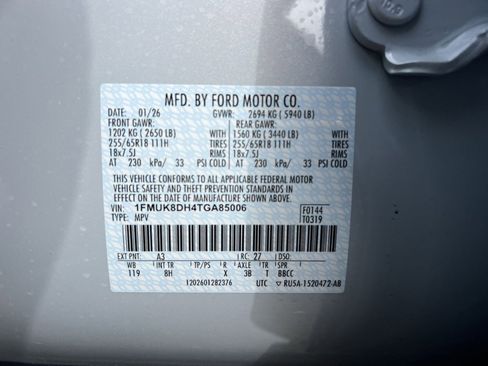 10.9
MFD. BY FORD MOTOR CO.
DATE: 01/26 GVWR: 2694 KG ( 5940 LB)
FRONT GAWR: REAR GAWR:
1202 KG ( 2650 LB) WITH 1560 KG ( 3440 LB) WITH
255/65R18 111H TIRES 255/65R18 111H TIRES
18x7.5J RIMS 18x7.5J RIMS
AT 230 kPa/ 33 PSI COLD AT 230 kPa/ 33 PSI COLD
THIS VEHICLE CONFORMS TO ALL APPLICABLE FEDERAL MOTOR
VEHICLE SAFETY AND THEFT PREVENTION STANDARDS IN EFFECT
ON THE DATE OF MANUFACTURE SHOWN ABOVE.
VIN: 1FMUK8DH4TGA85006 F0144
TYPE: MPV T0319
EXT PNT: A3 RC: 27 DSO:
WB INT TR TP/PS R AXLE TR SPR
119 8H X 3B T BBCC
1202601282376 UTC RU5A-1520472-AB